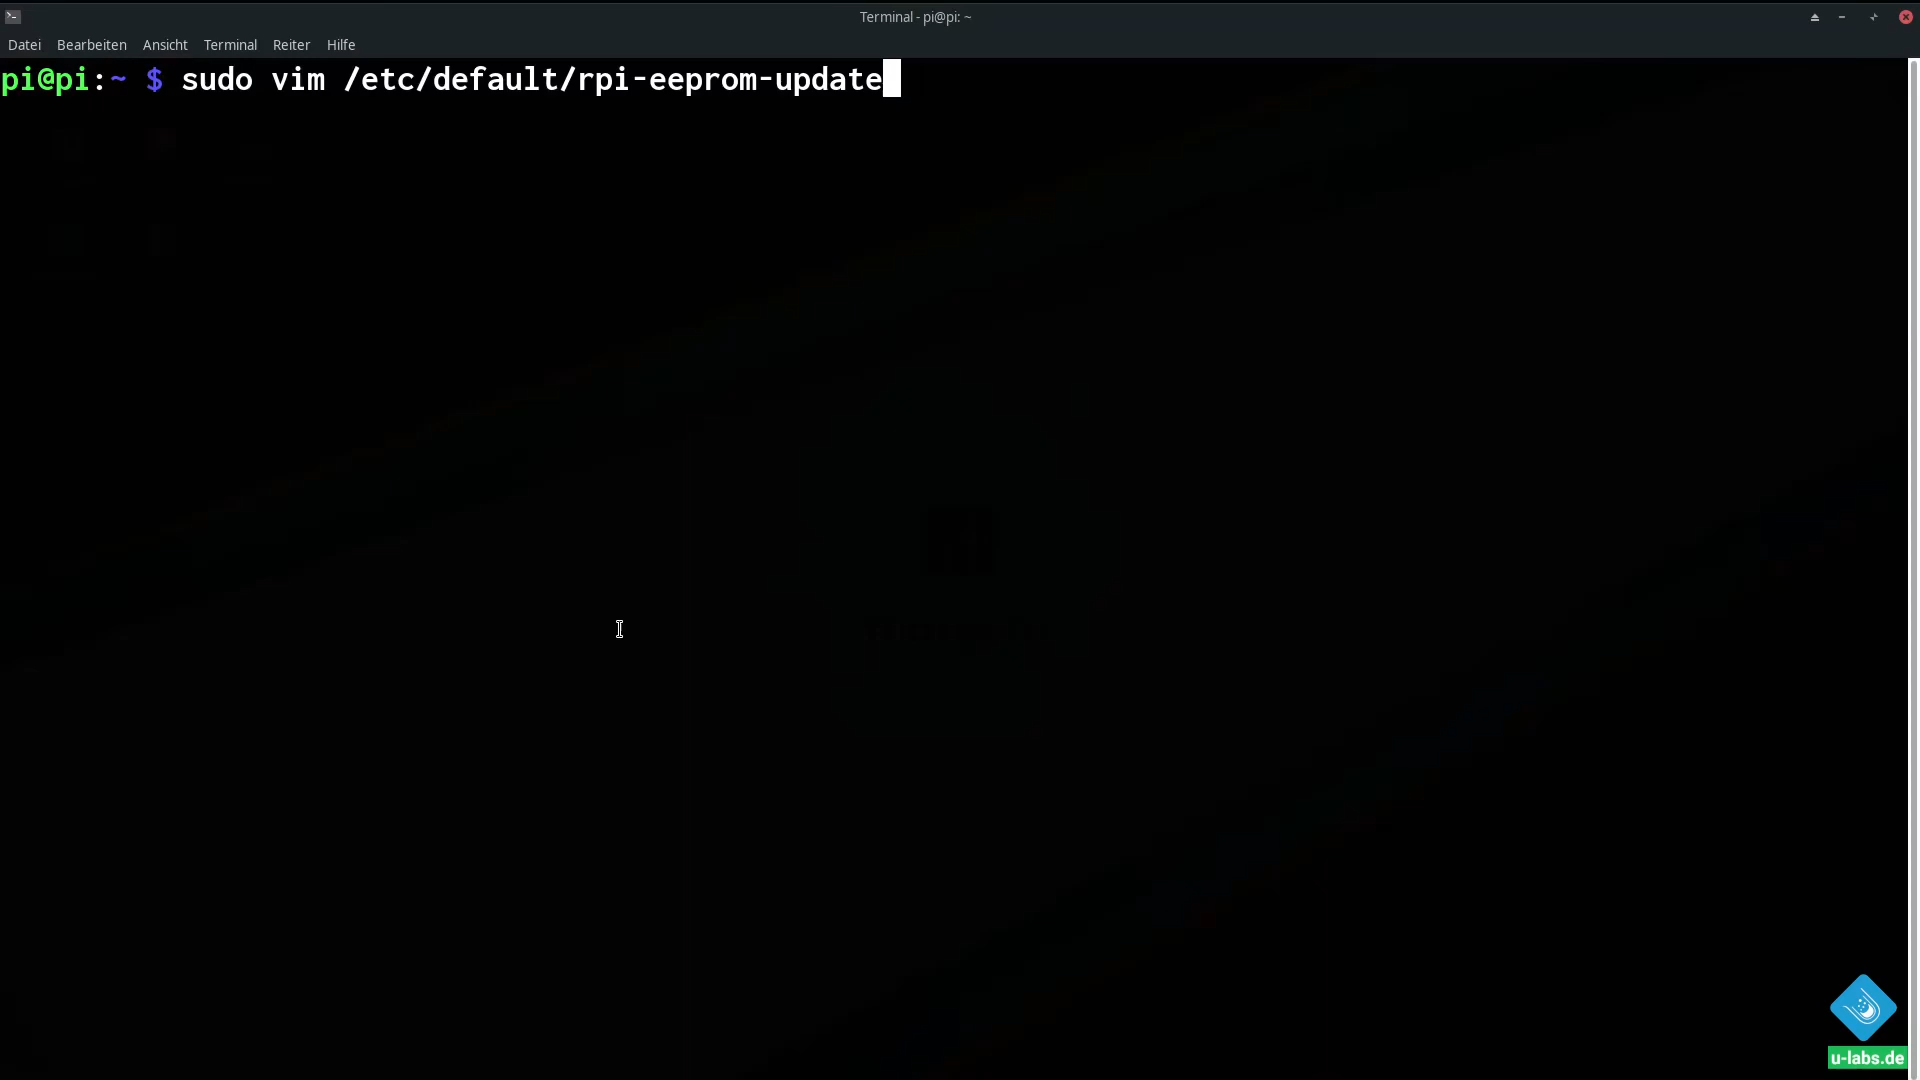 Terminal - pi@pi: ~
Datei Bearbeiten Ansicht Terminal Reiter Hilfe
pi@pi:~ $ sudo vim /etc/default/rpi-eeprom-update
u-labs.de